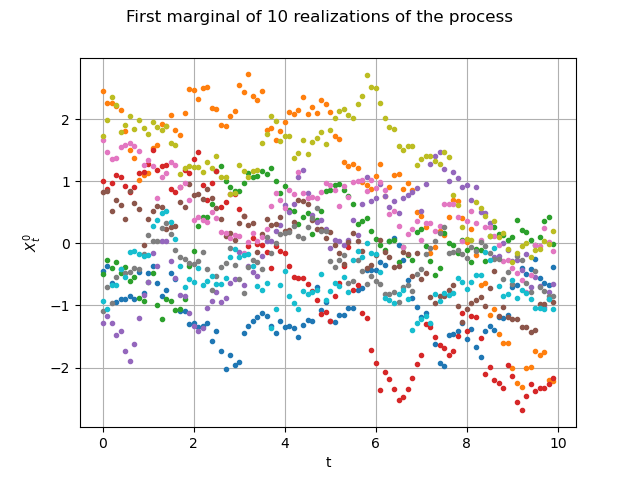 First marginal of 10 realizations of the process
X_t^0
2
1
0
−1
−2
0 2 4 6 8 10
t